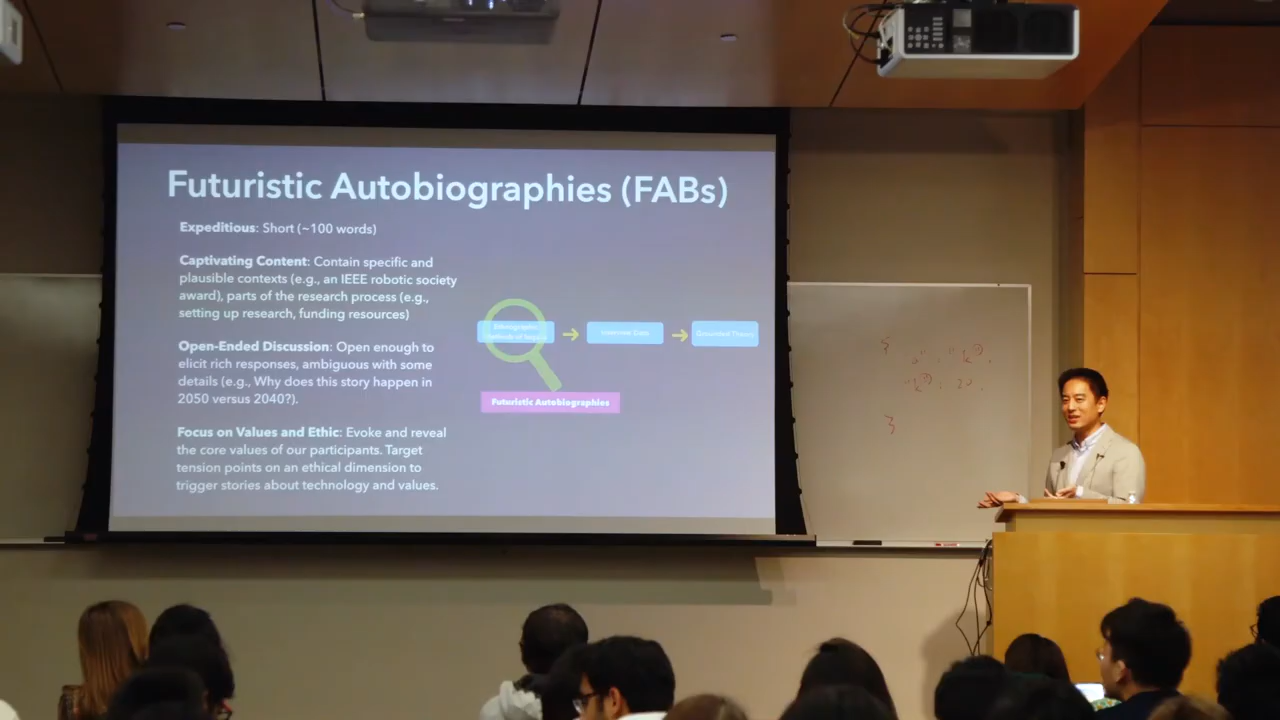 Futuristic Autobiographies (FABs)
Expeditious: Short (~100 words)
Captivating Content: Contain specific and
plausible contexts (e.g., an IEEE robotic society
award), parts of the research process (e.g.,
setting up research, funding resources)
Open-Ended Discussion: Open enough to
elicit rich responses, ambiguous with some
details (e.g., Why does this story happen in
2050 versus 2040?).
Focus on Values and Ethic: Evoke and reveal
the core values of our participants. Target
tension points on an ethical dimension to
trigger stories about technology and values.
Grounded Theory
Futuristic Autobiographies